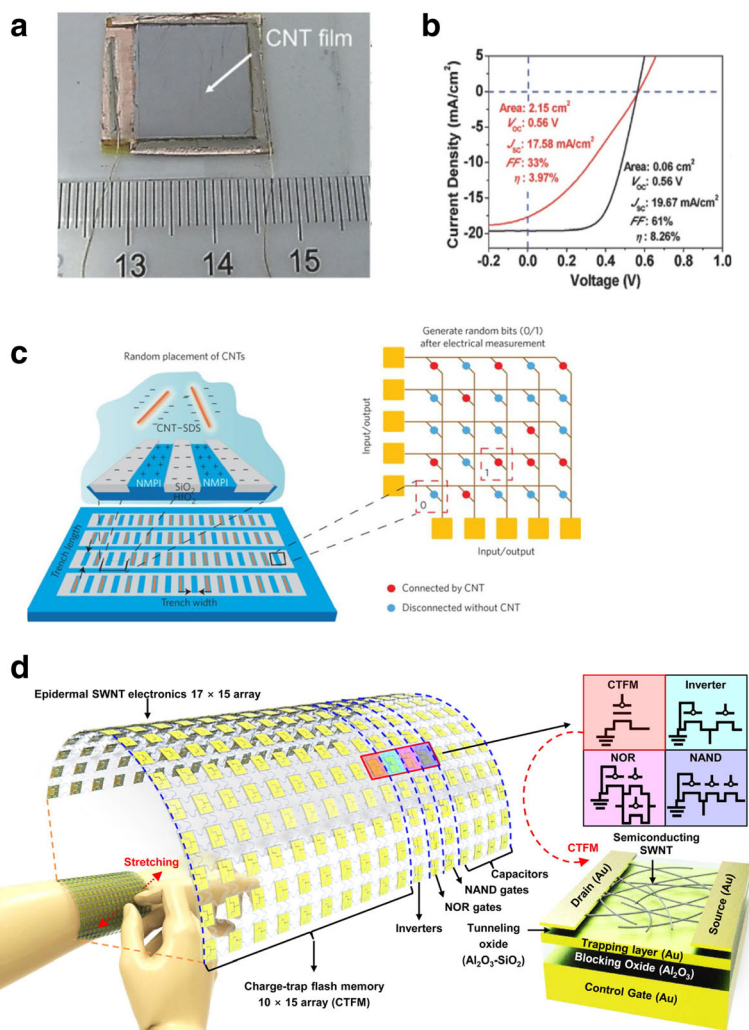 a
CNT film
13
14
15
b
Current Density (mA/cm²)
5
0
-5
-10
-15
-20
Area: 2.15 cm²
V_OC: 0.56 V
J_SC: 17.58 mA/cm²
FF: 33%
η : 3.97%
Area: 0.06 cm²
V_OC: 0.56 V
J_SC: 19.67 mA/cm²
FF: 61%
η : 8.26%
-0.2 0.0 0.2 0.4 0.6 0.8 1.0
Voltage (V)
c
Random placement of CNTs
CNT–SDS
NMPI
NMPI
SiO₂
HfO₂
Trench length
Trench width
Generate random bits (0/1)
after electrical measurement
Input/output
1
0
Input/output
Connected by CNT
Disconnected without CNT
d
Epidermal SWNT electronics 17 × 15 array
Stretching
Capacitors
NAND gates
NOR gates
Inverters
Charge-trap flash memory
10 × 15 array (CTFM)
CTFM
Inverter
NOR
NAND
CTFM
Semiconducting
SWNT
Drain (Au)
Source (Au)
Tunneling
oxide
(Al₂O₃-SiO₂)
Trapping layer (Au)
Blocking Oxide (Al₂O₃)
Control Gate (Au)